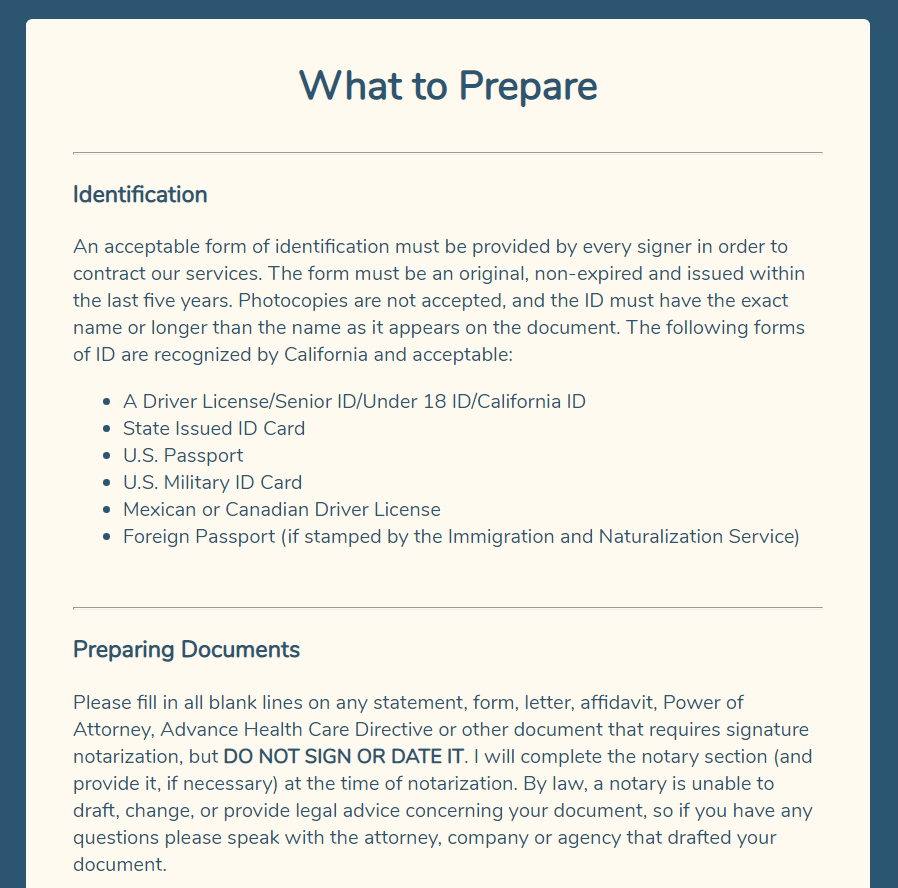 What to Prepare
Identification
An acceptable form of identification must be provided by every signer in order to
contract our services. The form must be an original, non-expired and issued within
the last five years. Photocopies are not accepted, and the ID must have the exact
name or longer than the name as it appears on the document. The following forms
of ID are recognized by California and acceptable:
• A Driver License/Senior ID/Under 18 ID/California ID
• State Issued ID Card
• U.S. Passport
• U.S. Military ID Card
• Mexican or Canadian Driver License
• Foreign Passport (if stamped by the Immigration and Naturalization Service)
Preparing Documents
Please fill in all blank lines on any statement, form, letter, affidavit, Power of
Attorney, Advance Health Care Directive or other document that requires signature
notarization, but DO NOT SIGN OR DATE IT. I will complete the notary section (and
provide it, if necessary) at the time of notarization. By law, a notary is unable to
draft, change, or provide legal advice concerning your document, so if you have any
questions please speak with the attorney, company or agency that drafted your
document.